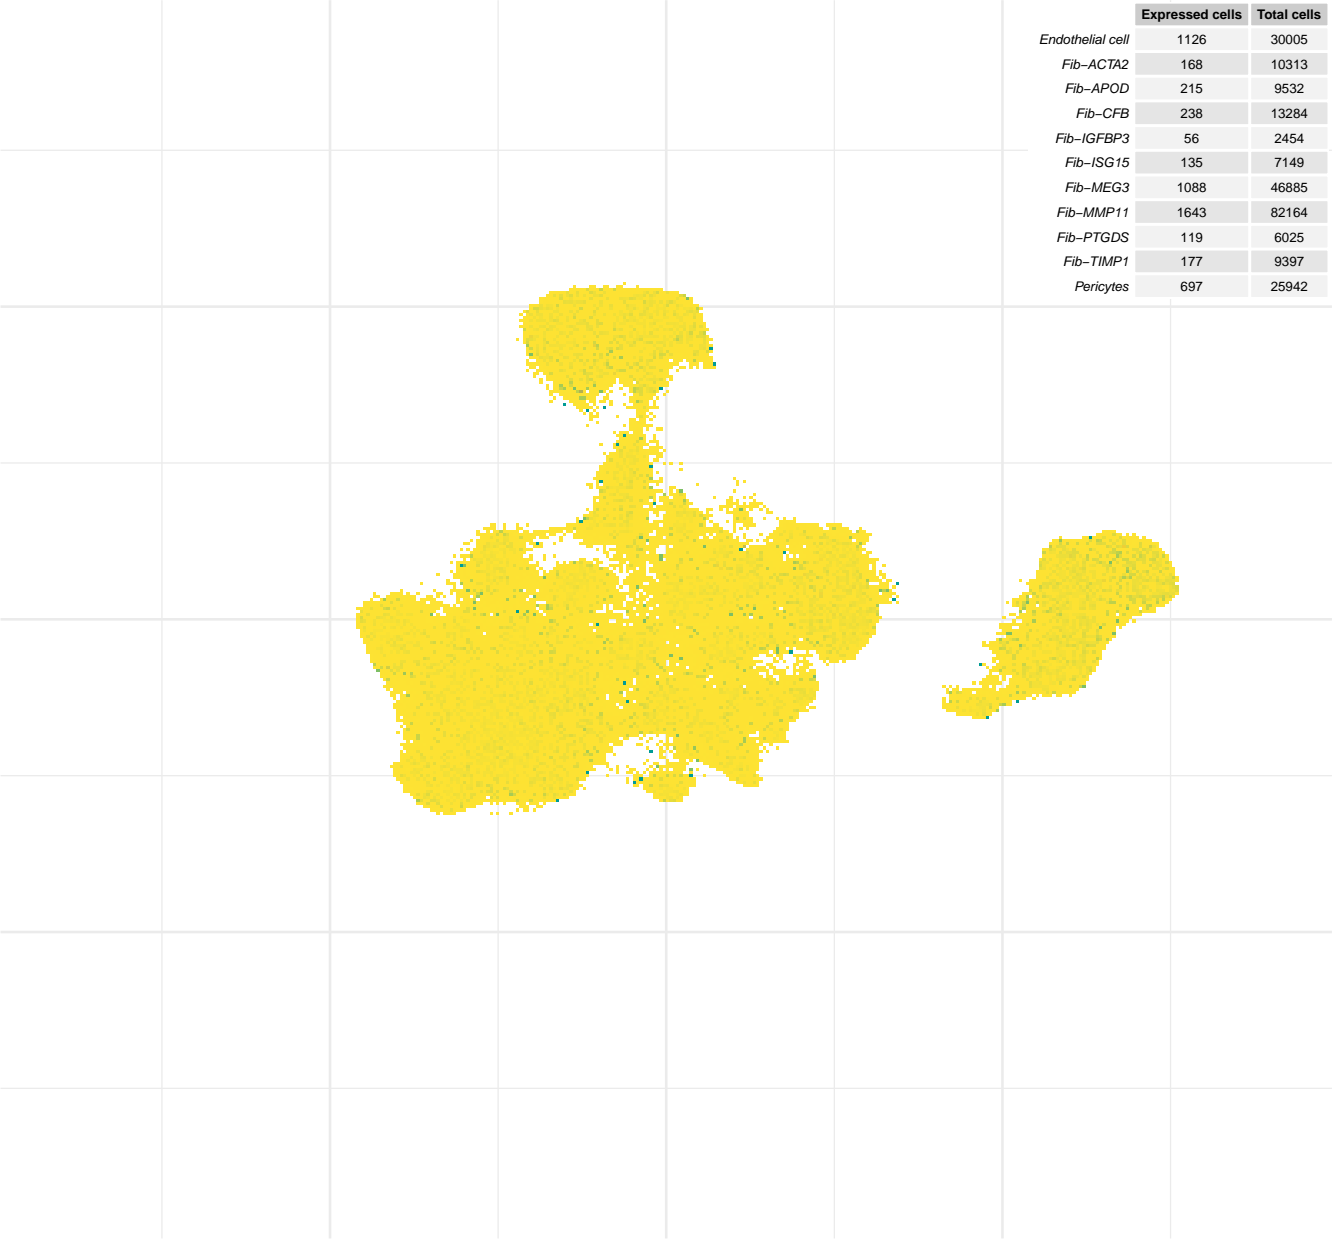 Expressed cells Total cells
Endothelial cell 1126 30005
Fib−ACTA2 168 10313
Fib−APOD 215 9532
Fib−CFB 238 13284
Fib−IGFBP3 56 2454
Fib−ISG15 135 7149
Fib−MEG3 1088 46885
Fib−MMP11 1643 82164
Fib−PTGDS 119 6025
Fib−TIMP1 177 9397
Pericytes 697 25942